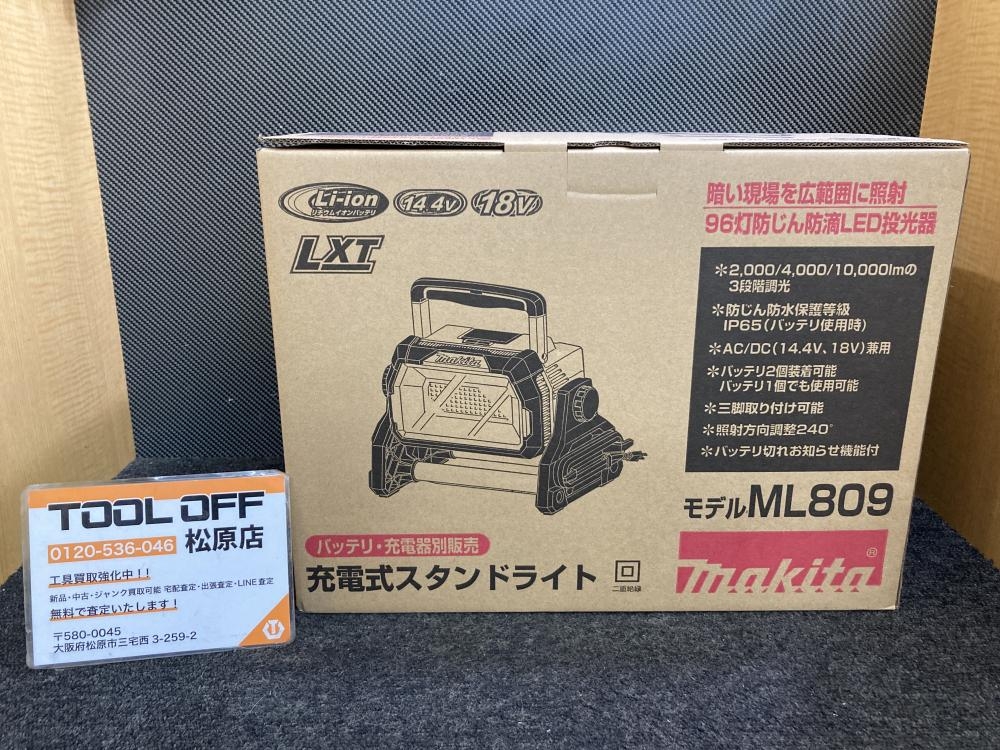 Li-ion
リチウムイオンバッテリ
14.4V
18V
LXT
暗い現場を広範囲に照射
96灯防じん防滴LED投光器
＊2,000/4,000/10,000lmの
3段階調光
＊防じん防水保護等級
IP65(バッテリ使用時)
＊AC/DC(14.4V、18V)兼用
＊バッテリ2個装着可能
バッテリ1個でも使用可能
＊三脚取り付け可能
＊照射方向調整240°
＊バッテリ切れお知らせ機能付
makita
モデルML809
バッテリ・充電器別販売
充電式スタンドライト
二重絶縁
makita®
TOOL OFF
0120-536-046 松原店
工具買取強化中！！
新品・中古・ジャンク買取可能 宅配査定・出張査定・LINE査定
無料で査定いたします！
〒580-0045
大阪府松原市三宅西 3-259-2